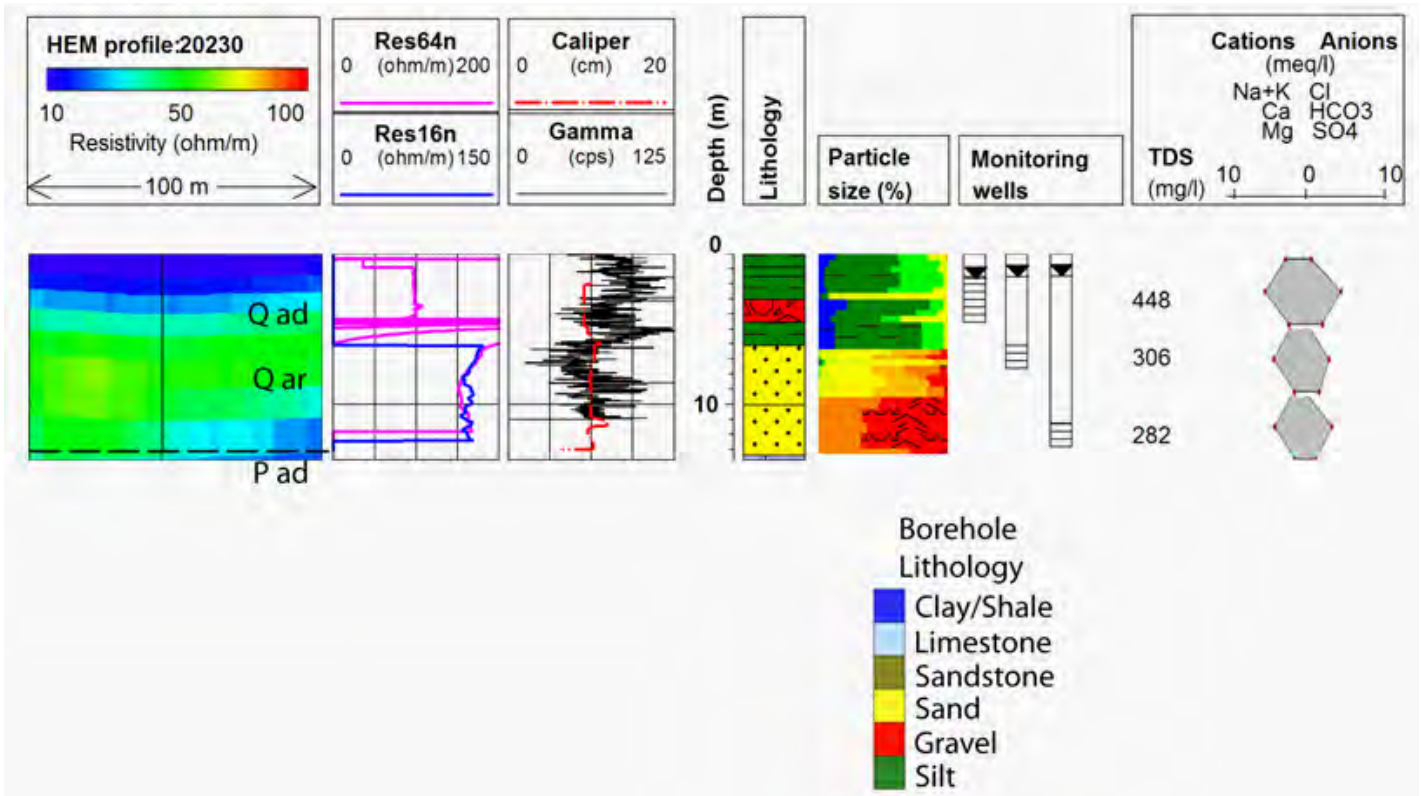 HEM profile:20230
10 50 100
Resistivity (ohm/m)
100 m
Res64n
0 (ohm/m) 200
Res16n
0 (ohm/m) 150
Caliper
0 (cm) 20
Gamma
0 (cps) 125
Depth (m)
Lithology
Particle
size (%)
Monitoring
wells
Cations Anions
(meq/l)
Na+K Cl
Ca HCO3
Mg SO4
TDS
(mg/l)
10 0 10
0
10
Q ad
Q ar
P ad
448
306
282
Borehole
Lithology
Clay/Shale
Limestone
Sandstone
Sand
Gravel
Silt